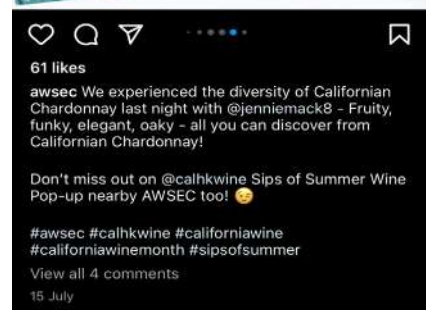 61 likes
awsec We experienced the diversity of Californian
Chardonnay last night with @jenniemack8 - Fruity,
funky, elegant, oaky - all you can discover from
Californian Chardonnay!
Don't miss out on @calhkwine Sips of Summer Wine
Pop-up nearby AWSEC too! 😉
#awsec #calhkwine #californiawine
#californiawinemonth #sipsofsummer
View all 4 comments
15 July